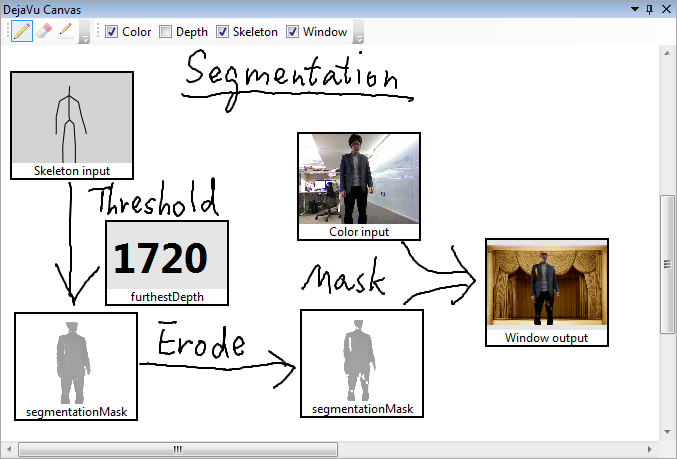 DejaVu Canvas
Color Depth Skeleton Window
Segmentation
Skeleton input
Threshold
1720
furthestDepth
Color input
Mask
Window output
Erode
segmentationMask
segmentationMask